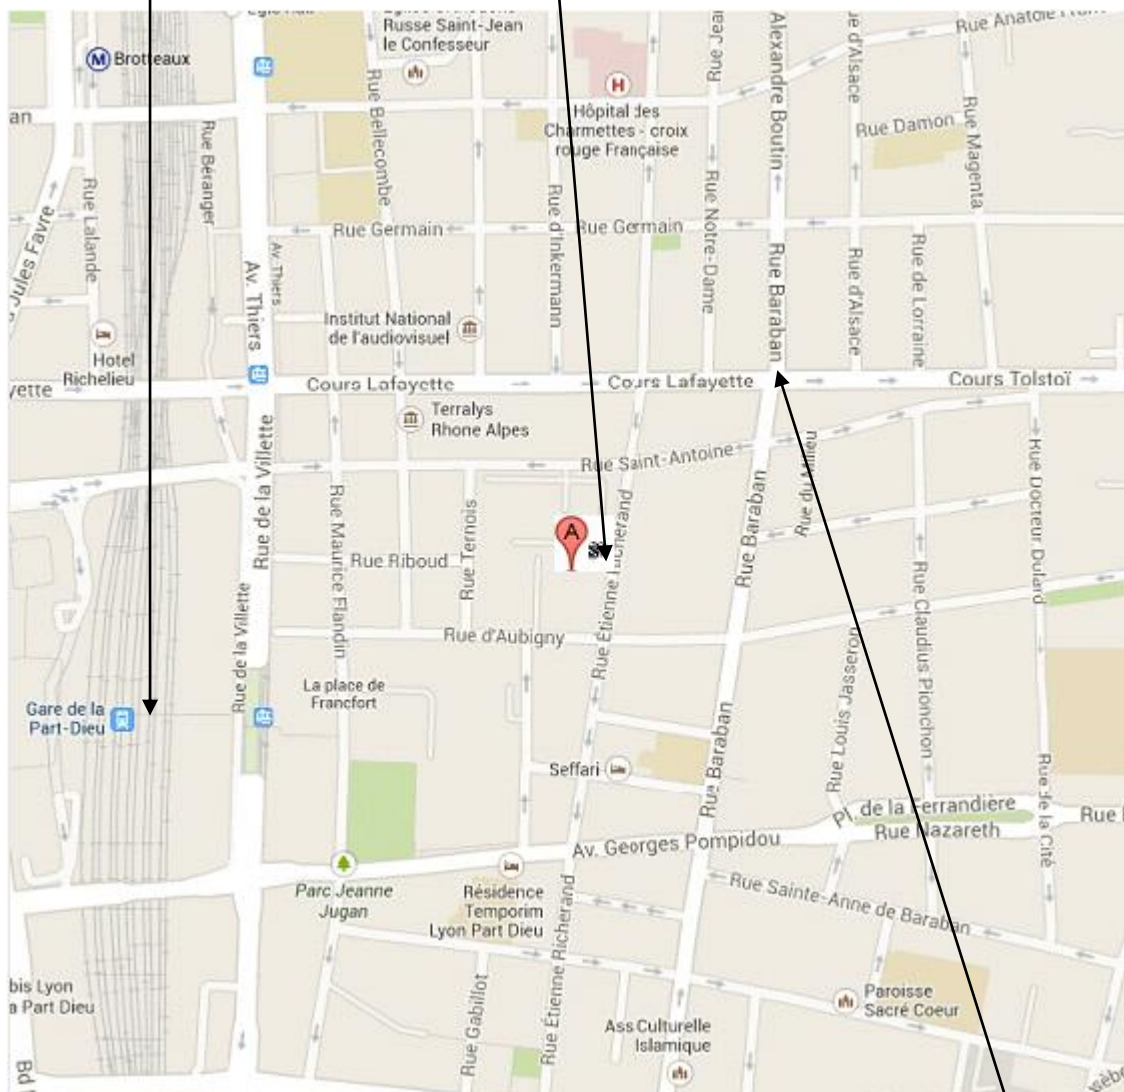 Russe Saint-Jean
le Confesseur
Rue Jean
Alexandre Boutin
d'Alsace
Rue Anatole
M
Brotteaux
Rue Bellecombe
H
Hôpital des
Charmettes - croix
rouge Française
Rue Damon
Rue Magenta
an
Rue Béranger
Rue Lalande
Jules Favre
Rue Germain
Rue d'Inkermann
Rue Germain
Rue Notre-Dame
Rue Baraban
Rue d'Alsace
Rue de Lorraine
Av. Thiers
Av. Thiers
Institut National
de l'audiovisuel
Hotel
Richelieu
yette
Cours Lafayette
Cours Lafayette
Cours Tolstoï
Terralys
Rhone Alpes
Rue Saint-Antoine
Rue de la Villette
Rue Maurice Flandin
Rue Ternois
Rue Riboud
A
Rue Étienne Richerand
Rue Baraban
Rue Docteur Dulard
Rue Claudius Pionchon
Rue d'Aubigny
Rue de la Villette
La place de
Francfort
Gare de la
Part-Dieu
Rue Louis Jasseron
Seffari
Rue Baraban
Rue de la Cité
Pl. de la Ferrandière
Rue Nazareth
Rue
Av. Georges Pompidou
Parc Jeanne
Jugan
Résidence
Temporim
Lyon Part Dieu
Rue Sainte-Anne de Baraban
Rue Étienne Richerand
Rue Gabillot
bis Lyon
a Part Dieu
Paroisse
Sacré Coeur
Ass Culturelle
Islamique
Bd